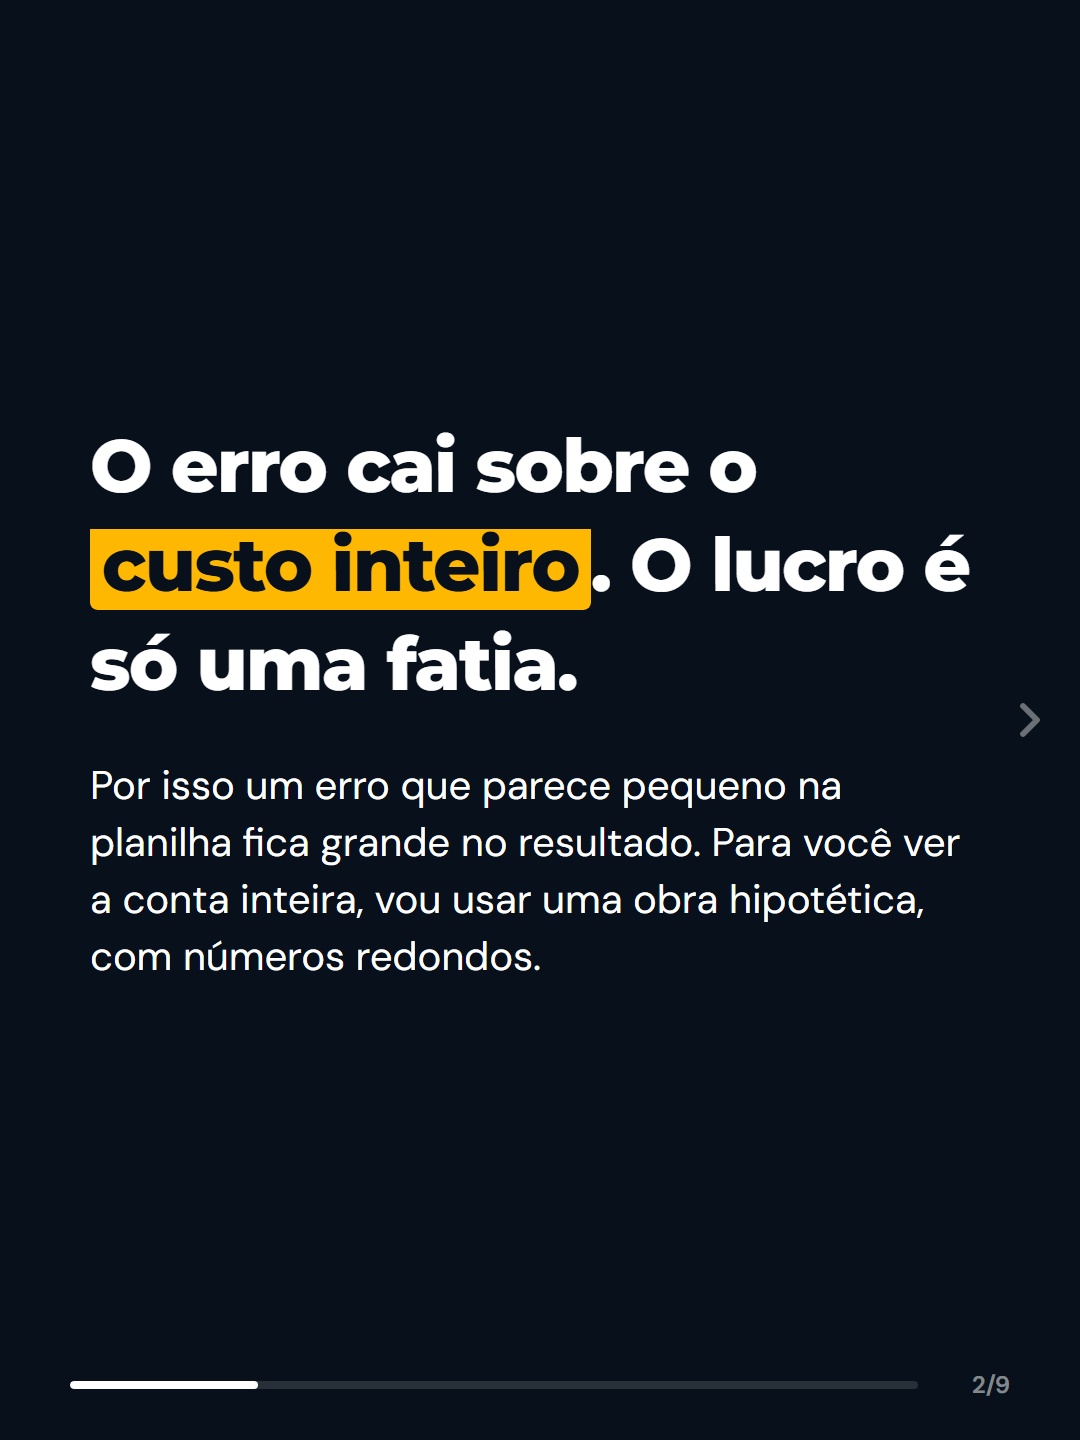 O erro cai sobre o
custo inteiro. O lucro é
só uma fatia.
Por isso um erro que parece pequeno na
planilha fica grande no resultado. Para você ver
a conta inteira, vou usar uma obra hipotética,
com números redondos.
2/9